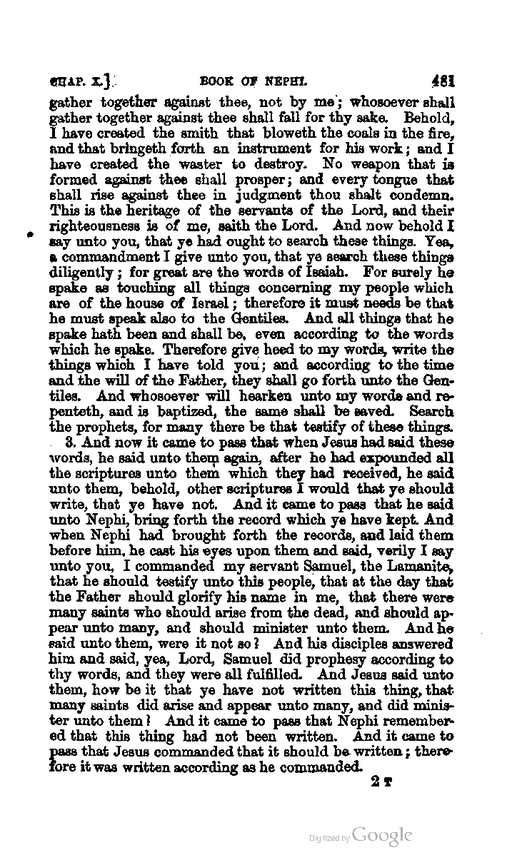 CHAP. X.] BOOK OF NEPHI. 481
gather together against thee, not by me; whosoever shall
gather together against thee shall fall for thy sake. Behold,
I have created the smith that bloweth the coals in the fire,
and that bringeth forth an instrument for his work; and I
have created the waster to destroy. No weapon that is
formed against thee shall prosper; and every tongue that
shall rise against thee in judgment thou shalt condemn.
This is the heritage of the servants of the Lord, and their
righteousness is of me, saith the Lord. And now behold I
say unto you, that ye had ought to search these things. Yea,
a commandment I give unto you, that ye search these things
diligently; for great are the words of Isaiah. For surely he
spake as touching all things concerning my people which
are of the house of Israel; therefore it must needs be that
he must speak also to the Gentiles. And all things that he
spake hath been and shall be, even according to the words
which he spake. Therefore give heed to my words, write the
things which I have told you; and according to the time
and the will of the Father, they shall go forth unto the Gen-
tiles. And whosoever will hearken unto my words and re-
penteth, and is baptized, the same shall be saved. Search
the prophets, for many there be that testify of these things.
3. And now it came to pass that when Jesus had said these
words, he said unto them again, after he had expounded all
the scriptures unto them which they had received, he said
unto them, behold, other scriptures I would that ye should
write, that ye have not. And it came to pass that he said
unto Nephi, bring forth the record which ye have kept. And
when Nephi had brought forth the records, and laid them
before him, he cast his eyes upon them and said, verily I say
unto you, I commanded my servant Samuel, the Lamanite,
that he should testify unto this people, that at the day that
the Father should glorify his name in me, that there were
many saints who should arise from the dead, and should ap-
pear unto many, and should minister unto them. And he
said unto them, were it not so? And his disciples answered
him and said, yea, Lord, Samuel did prophesy according to
thy words, and they were all fulfilled. And Jesus said unto
them, how be it that ye have not written this thing, that
many saints did arise and appear unto many, and did minis-
ter unto them? And it came to pass that Nephi remember-
ed that this thing had not been written. And it came to
pass that Jesus commanded that it should be written; there-
fore it was written according as he commanded.
2 T
Digitized by Google